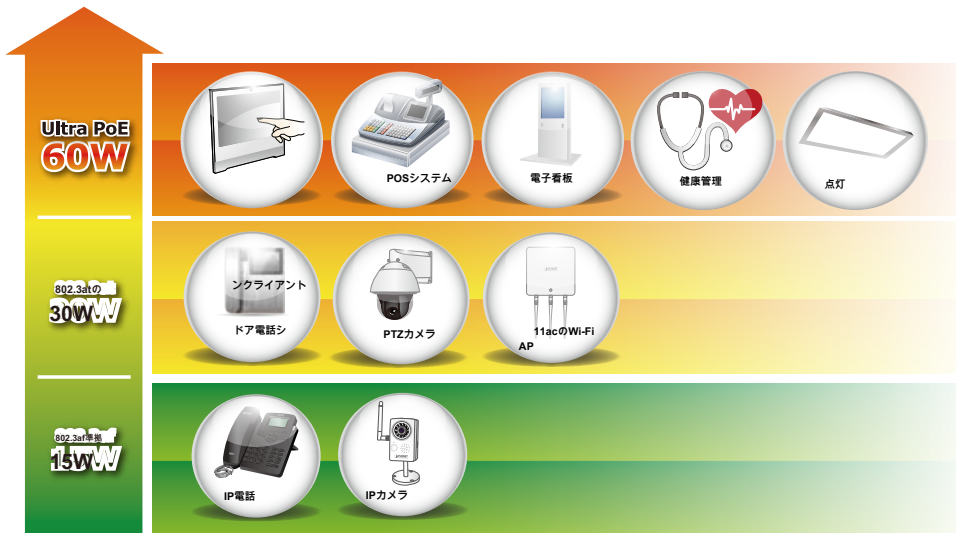 Ultra PoE
60W
POSシステム
電子看板
健康管理
点灯
802.3atの
30W
ンクライアント
ドア電話シ
PTZカメラ
11acのWi-Fi
AP
802.3af準拠
15W
IP電話
IPカメラ